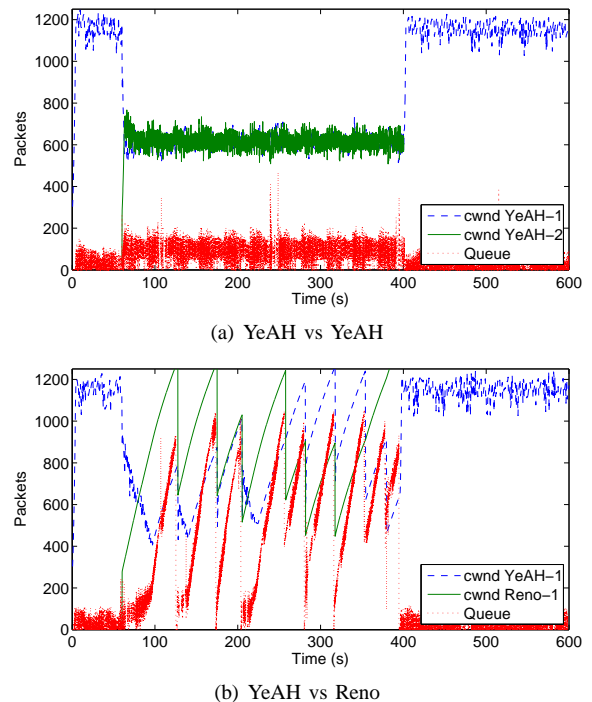 1200
1000
800
600
400
200
0
Packets
0 100 200 300 400 500 600
Time (s)
cwnd YeAH−1
cwnd YeAH−2
Queue
(a) YeAH vs YeAH
1200
1000
800
600
400
200
0
Packets
0 100 200 300 400 500 600
Time (s)
cwnd YeAH−1
cwnd Reno−1
Queue
(b) YeAH vs Reno